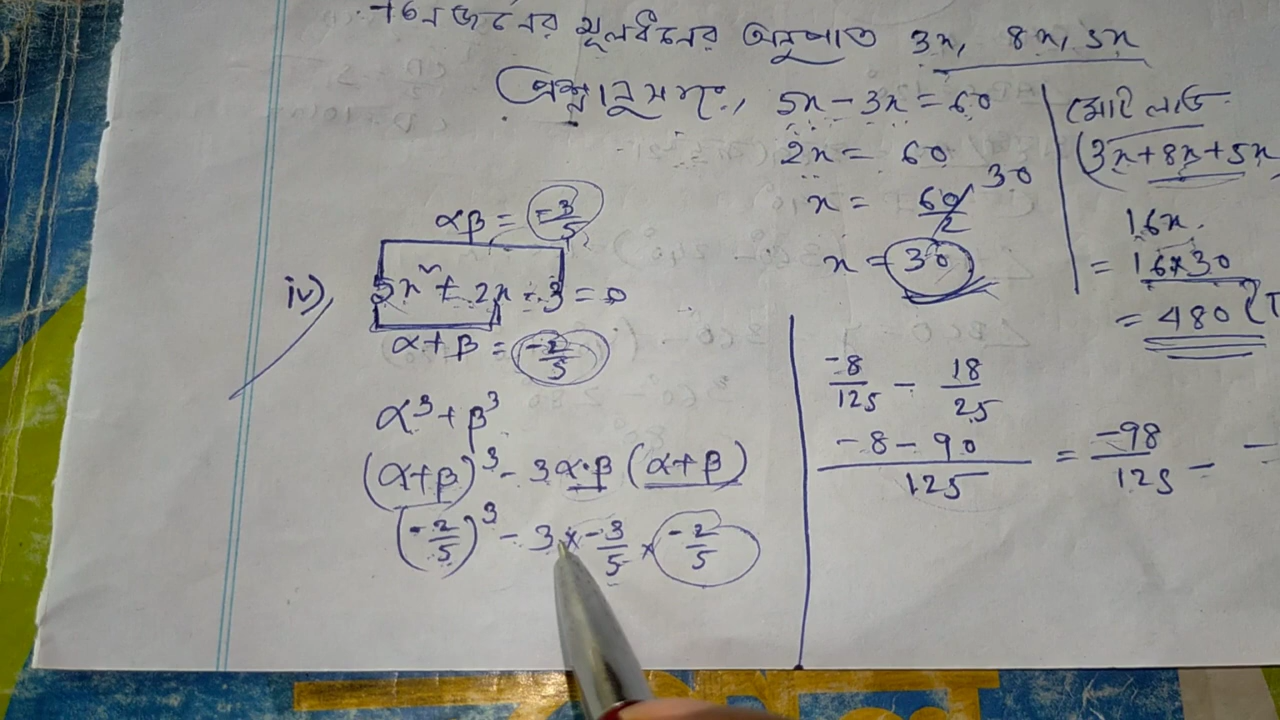 জনের মূলধনের অনুপাত 3x, 8x, 5x
প্রশ্নানুসারে, 5x - 3x = 60
2x = 60
x = 60/2 30
x = 30
মোট লাভ
(3x+8x+5x
16x.
= 16×30
= 480
αβ = -3/5
iv) 5x² + 2x - 3 = 0
α + β = -2/5
α³ + β³
(α+β)³ - 3α·β (α+β)
(-2/5)³ - 3 × -3/5 × -2/5
-8/125 - 18/25
-8 - 90/125 = -98/125